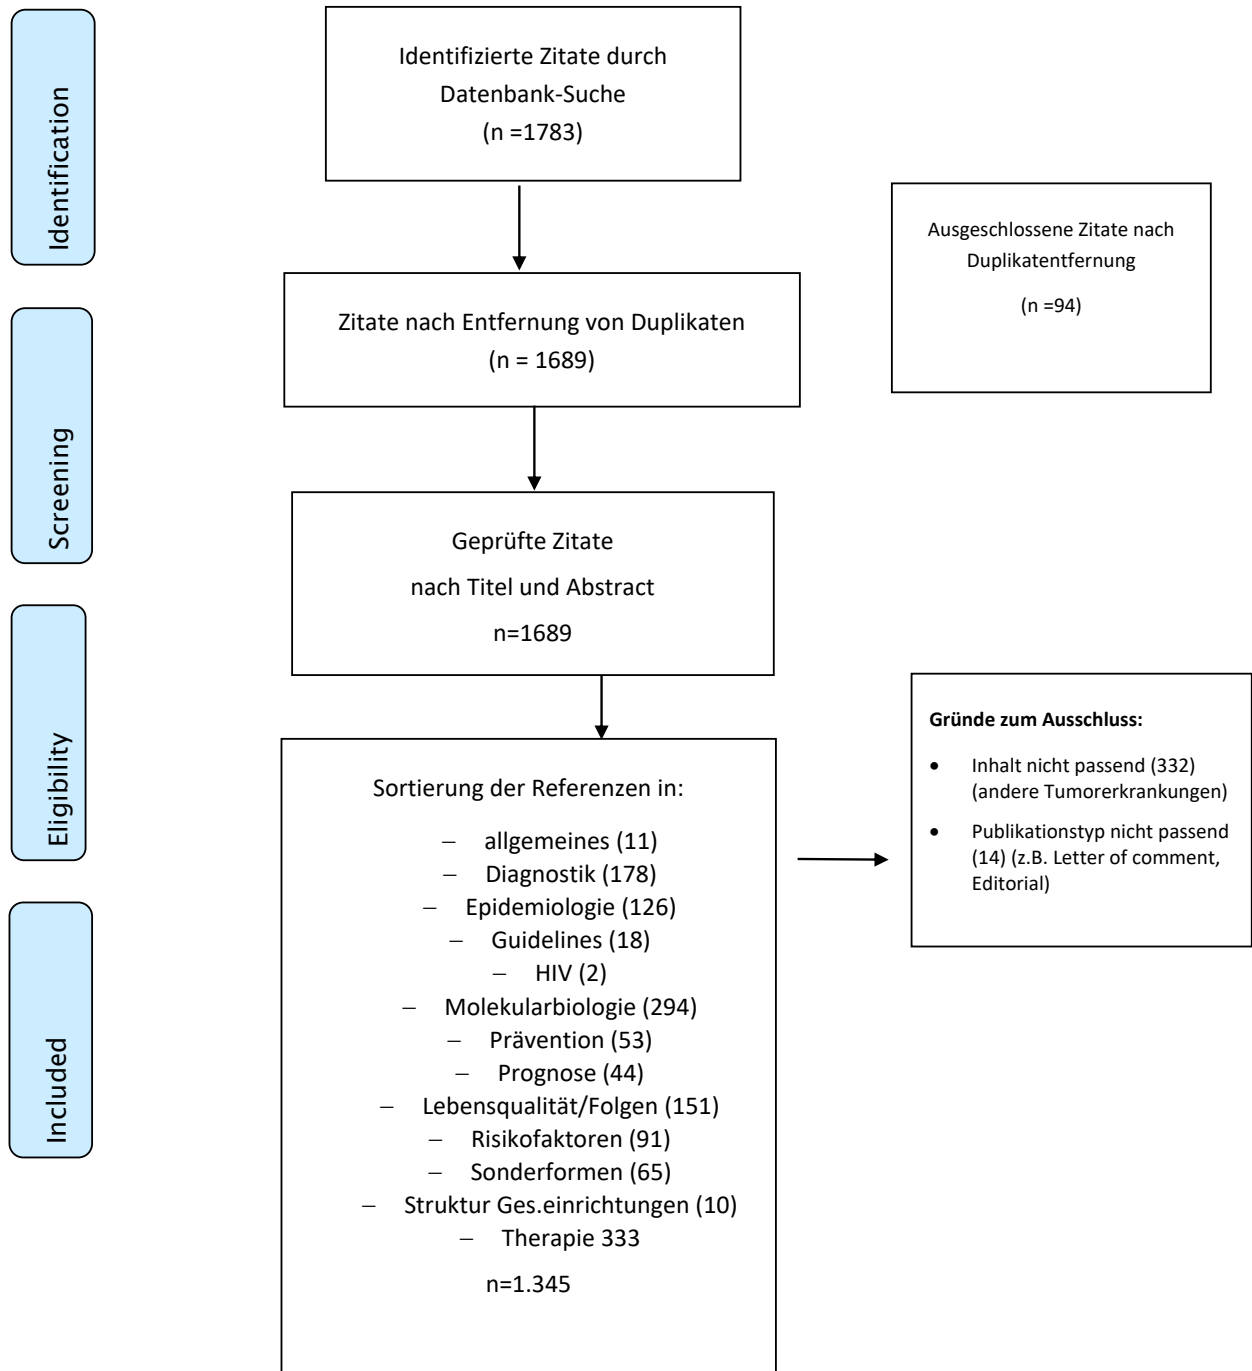 Identification
Identifizierte Zitate durch
Datenbank-Suche
(n =1783)
Ausgeschlossene Zitate nach
Duplikatentfernung
(n =94)
Screening
Zitate nach Entfernung von Duplikaten
(n = 1689)
Geprüfte Zitate
nach Titel und Abstract
n=1689
Eligibility
Gründe zum Ausschluss:
• Inhalt nicht passend (332)
(andere Tumorerkrankungen)
• Publikationstyp nicht passend
(14) (z.B. Letter of comment,
Editorial)
Included
Sortierung der Referenzen in:
– allgemeines (11)
– Diagnostik (178)
– Epidemiologie (126)
– Guidelines (18)
– HIV (2)
– Molekularbiologie (294)
– Prävention (53)
– Prognose (44)
– Lebensqualität/Folgen (151)
– Risikofaktoren (91)
– Sonderformen (65)
– Struktur Ges.einrichtungen (10)
– Therapie 333
n=1.345